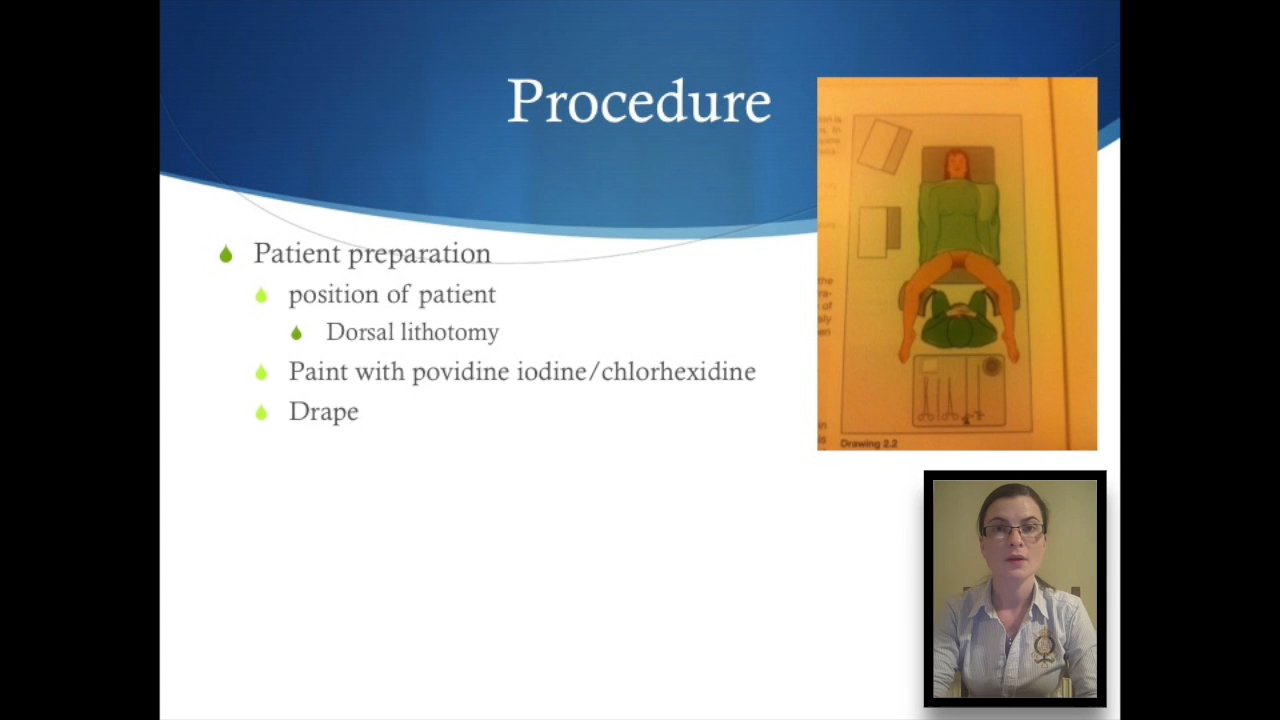 Procedure
Patient preparation
position of patient
Dorsal lithotomy
Paint with povidine iodine/chlorhexidine
Drape
Drawing 2.2